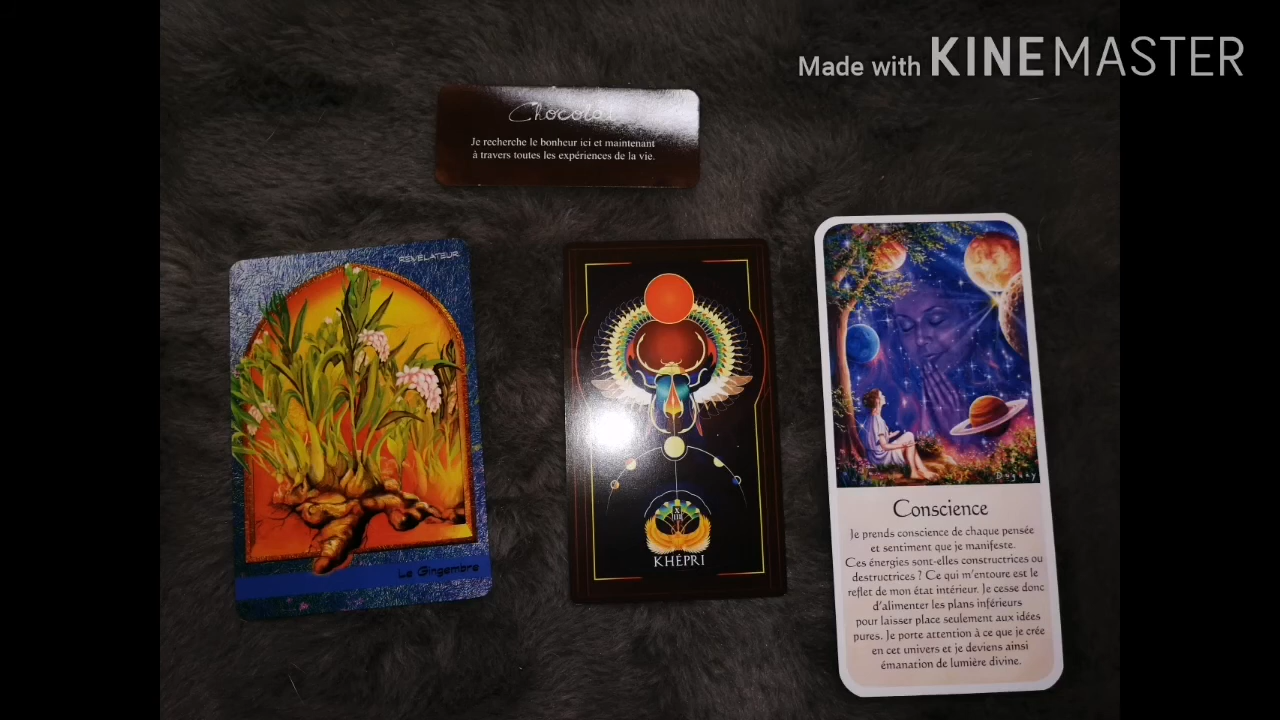 Made with KINEMASTER
Chocolat
Je recherche le bonheur ici et maintenant
à travers toutes les expériences de la vie.
REVELATEUR
Le Gingembre
X
IIII
KHÉPRI
Duguay
Conscience
Je prends conscience de chaque pensée
et sentiment que je manifeste.
Ces énergies sont-elles constructrices ou
destructrices ? Ce qui m'entoure est le
reflet de mon état intérieur. Je cesse donc
d'alimenter les plans inférieurs
pour laisser place seulement aux idées
pures. Je porte attention à ce que je crée
en cet univers et je deviens ainsi
émanation de lumière divine.